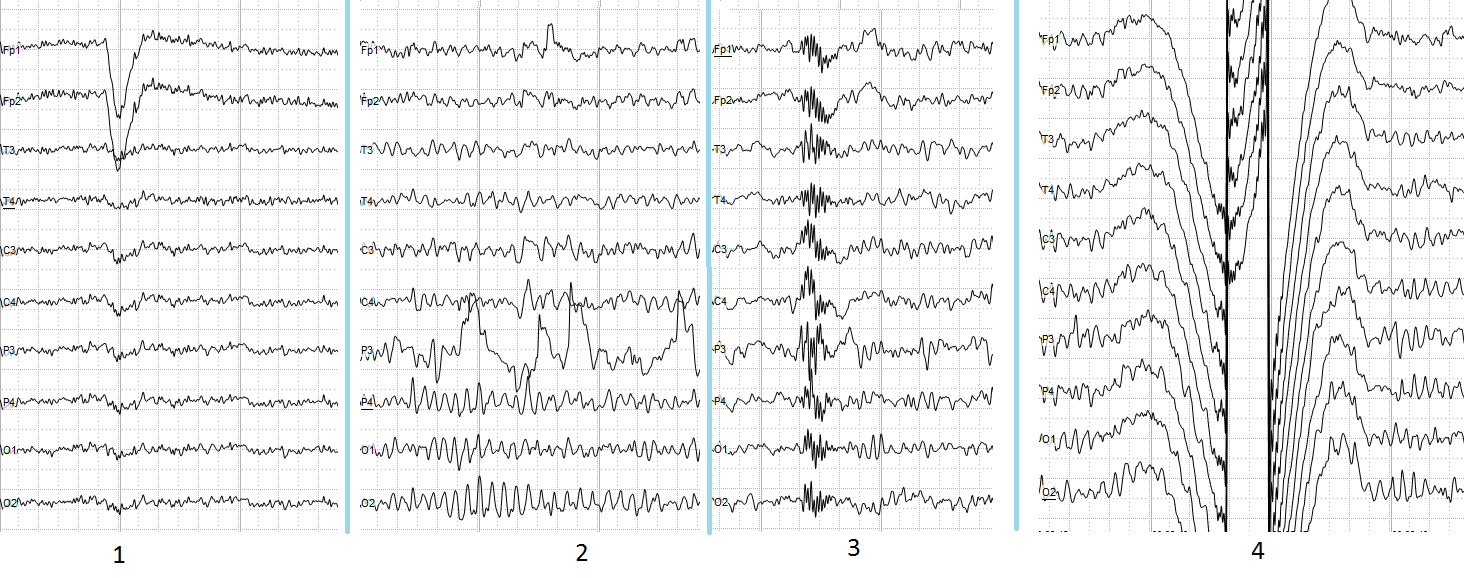 Fp1 Fp1 Fp1 Fp1
Fp2 Fp2 Fp2 Fp2
T3 T3 T3 T3
T4 T4 T4 T4
C3 C3 C3 C3
C4 C4 C4 C4
P3 P3 P3 P3
P4 P4 P4 P4
O1 O1 O1 O1
O2 O2 O2 O2
1 2 3 4